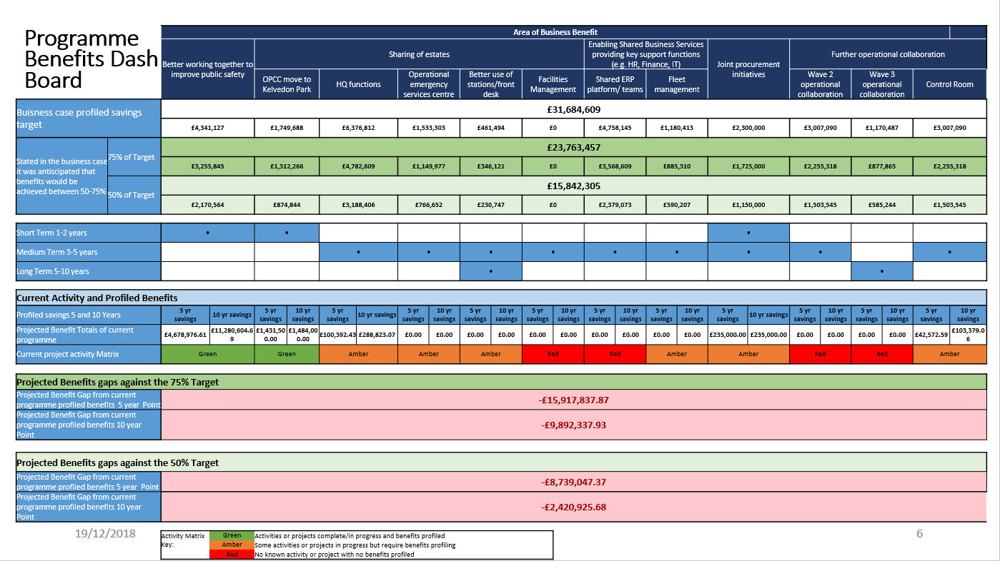 Programme
Benefits Dash
Board
Area of Business Benefit
Better working together to
improve public safety
Sharing of estates
Enabling Shared Business Services
providing key support functions
(e.g. HR, Finance, IT)
Joint procurement
initiatives
Further operational collaboration
OPCC move to
Kelvedon Park
HQ functions
Operational
emergency
services centre
Better use of
stations/front
desk
Facilities
Management
Shared ERP
platform/ teams
Fleet
management
Wave 2
operational
collaboration
Wave 3
operational
collaboration
Control Room
Buisness case profiled savings
target
£31,684,609
£4,341,127 £1,749,688 £6,376,812 £1,533,303 £461,494 £0 £4,758,145 £1,180,413 £2,300,000 £3,007,090 £1,170,487 £3,007,090
Stated in the business case
it was antiscipated that
benefits would be
achieved between 50-75%
75% of Target
£23,763,457
£3,255,845 £1,312,266 £4,782,609 £1,149,977 £346,121 £0 £3,568,609 £885,310 £1,725,000 £2,255,318 £877,865 £2,255,318
50% of Target
£15,842,305
£2,170,564 £874,844 £3,188,406 £766,652 £230,747 £0 £2,379,073 £590,207 £1,150,000 £1,503,545 £585,244 £1,503,545
Short Term 1-2 years • • •
Medium Term 3-5 years • • • • • • • • •
Long Term 5-10 years • •
Current Activity and Profiled Benefits
Profiled savings 5 and 10 Years
5 yr
savings
10 yr savings
5 yr
savings
10 yr
savings
5 yr
savings
10 yr savings
5 yr
savings
10 yr
savings
5 yr
savings
10 yr
savings
5 yr
savings
10 yr
savings
5 yr
savings
10 yr
savings
5 yr
savings
10 yr
savings
5 yr
savings
10 yr savings
5 yr
savings
10 yr
savings
5 yr
savings
10 yr
savings
5 yr
savings
10 yr
savings
Projected Benefit Totals of current
programme
£4,678,976.61
£11,280,604.6
9
£1,431,50
0.00
£1,484,00
0.00
£100,392.43 £288,823.07 £0.00 £0.00 £0.00 £0.00 £0.00 £0.00 £0.00 £0.00 £0.00 £0.00 £235,000.00 £235,000.00 £0.00 £0.00 £0.00 £0.00 £42,572.59
£103,379.0
6
Current project activity Matrix Green Green Amber Amber Amber Red Red Amber Amber Red Red Amber
Projected Benefits gaps against the 75% Target
Projected Benefit Gap from current
programme profiled benefits 5 year Point
-£15,917,837.87
Projected Benefit Gap from current
programme profiled benefits 10 year
Point
-£9,892,337.93
Projected Benefits gaps against the 50% Target
Projected Benefit Gap from current
programme profiled benefits 5 year Point
-£8,739,047.37
Projected Benefit Gap from current
programme profiled benefits 10 year
Point
-£2,420,925.68
19/12/2018
Activity Matrix
Key:
Green Activities or projects complete/in progress and benefits profiled
Amber Some activities or projects in progress but require benefits profiling
Red No known activity or project with no benefits profiled
6